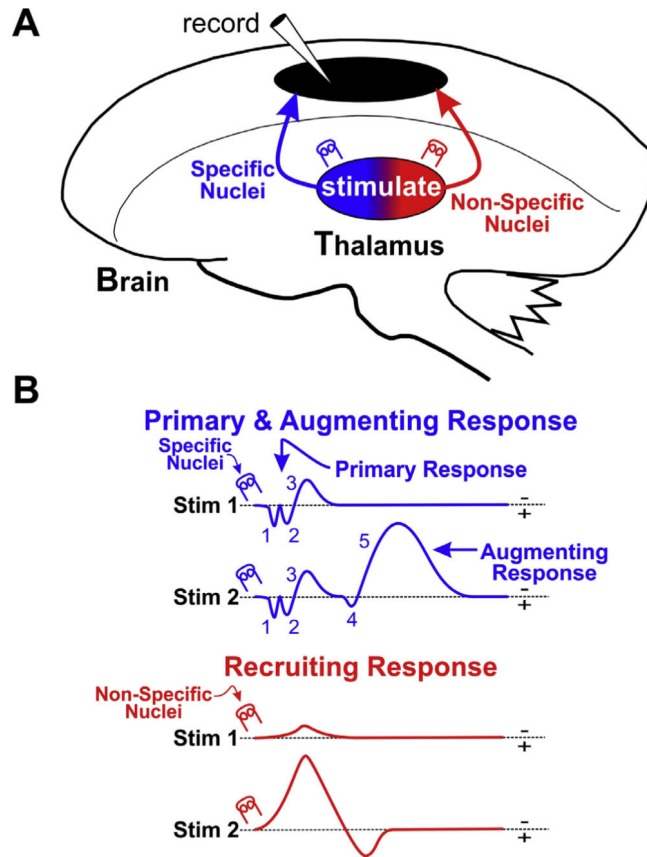 A
record
Specific
Nuclei
stimulate
Non-Specific
Nuclei
Thalamus
Brain
B
Primary & Augmenting Response
Specific
Nuclei
Primary Response
3
Stim 1
-
+
1 2
5
Augmenting
Response
3
Stim 2
-
+
1 2
4
Recruiting Response
Non-Specific
Nuclei
Stim 1
-
+
Stim 2
-
+